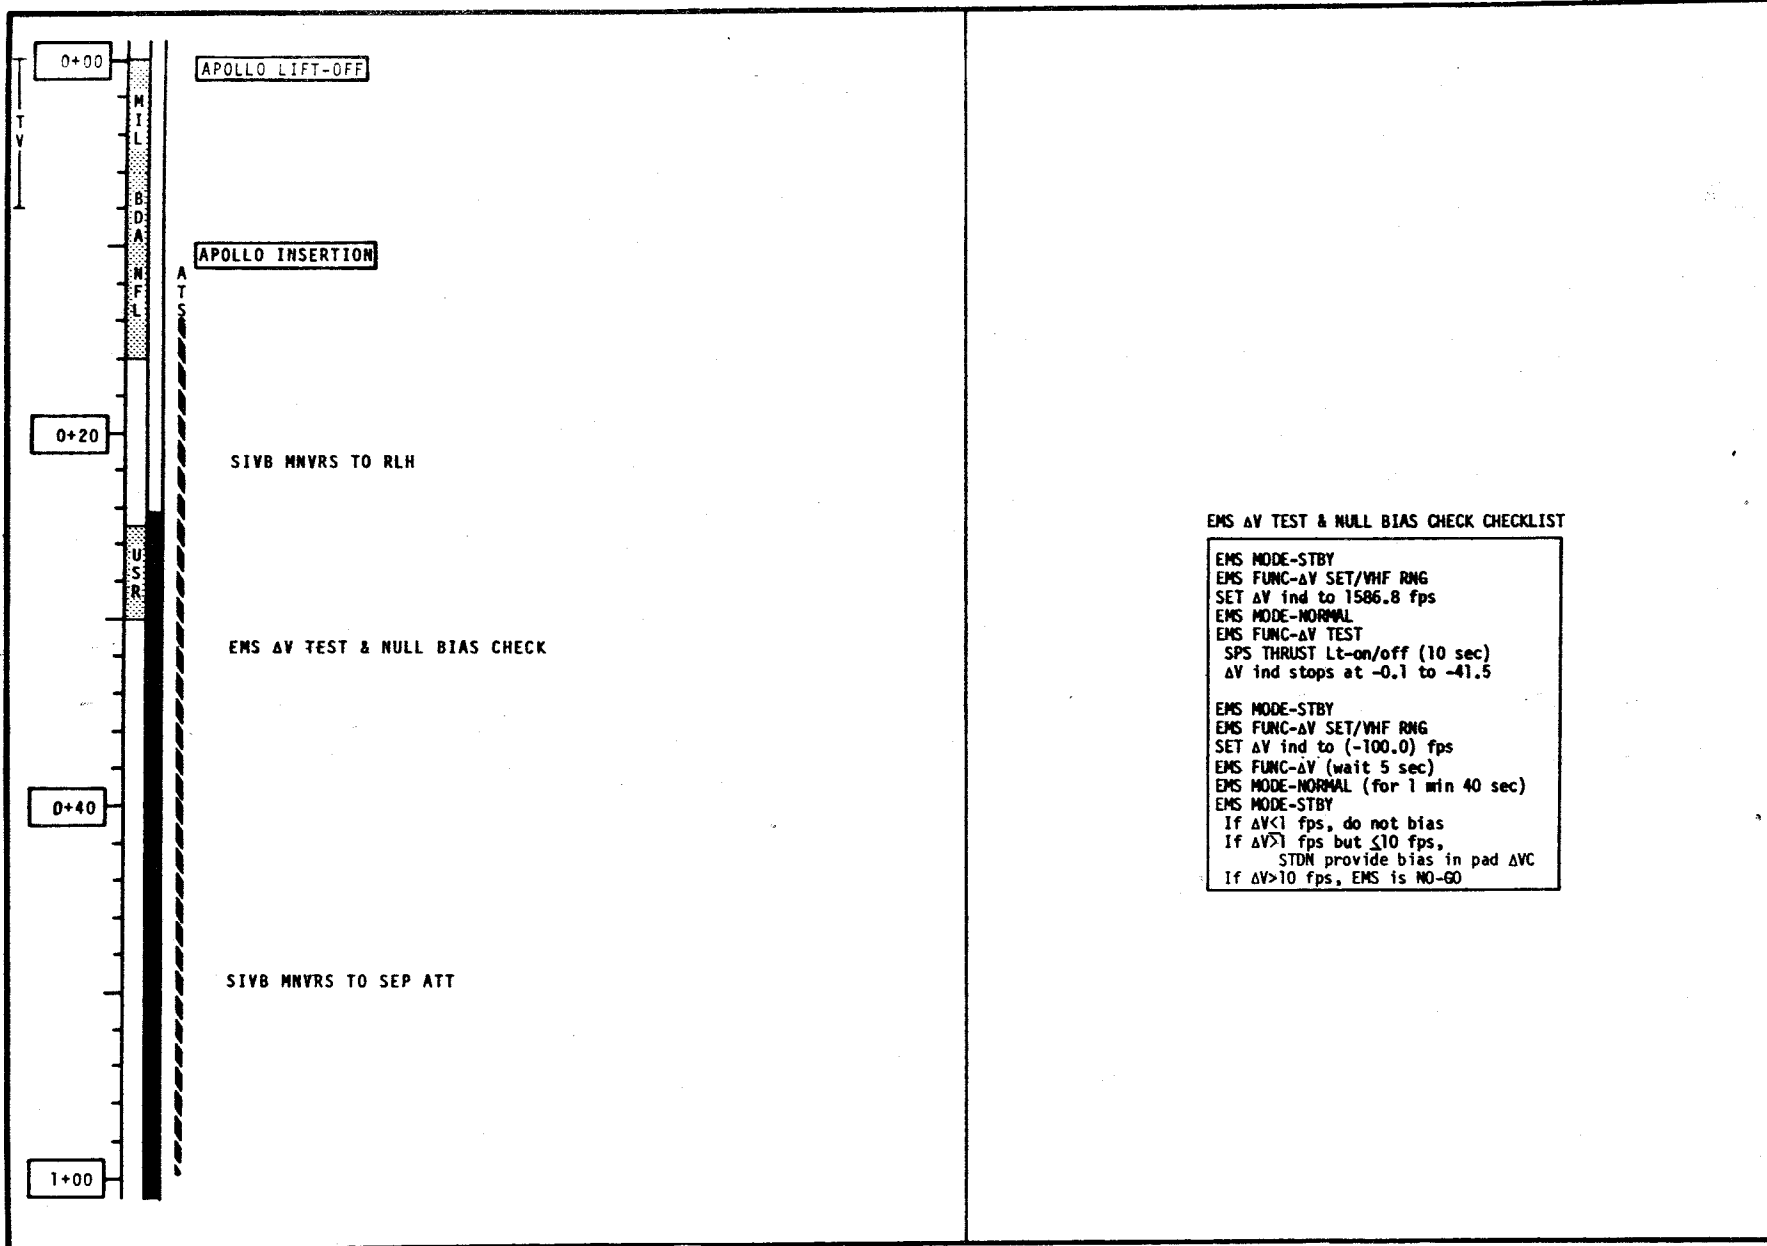 0+00
APOLLO LIFT-OFF
TV
MIL
BDA
NFL
ATS
APOLLO INSERTION
0+20
SIVB MNVRS TO RLH
USR
EMS ΔV TEST & NULL BIAS CHECK
0+40
SIVB MNVRS TO SEP ATT
1+00
EMS ΔV TEST & NULL BIAS CHECK CHECKLIST
EMS MODE-STBY
EMS FUNC-ΔV SET/VHF RNG
SET ΔV ind to 1586.8 fps
EMS MODE-NORMAL
EMS FUNC-ΔV TEST
SPS THRUST Lt-on/off (10 sec)
ΔV ind stops at -0.1 to -41.5
EMS MODE-STBY
EMS FUNC-ΔV SET/VHF RNG
SET ΔV ind to (-100.0) fps
EMS FUNC-ΔV (wait 5 sec)
EMS MODE-NORMAL (for 1 min 40 sec)
EMS MODE-STBY
If ΔV≤1 fps, do not bias
If ΔV>1 fps but ≤10 fps,
STDN provide bias in pad ΔVC
If ΔV>10 fps, EMS is NO-GO